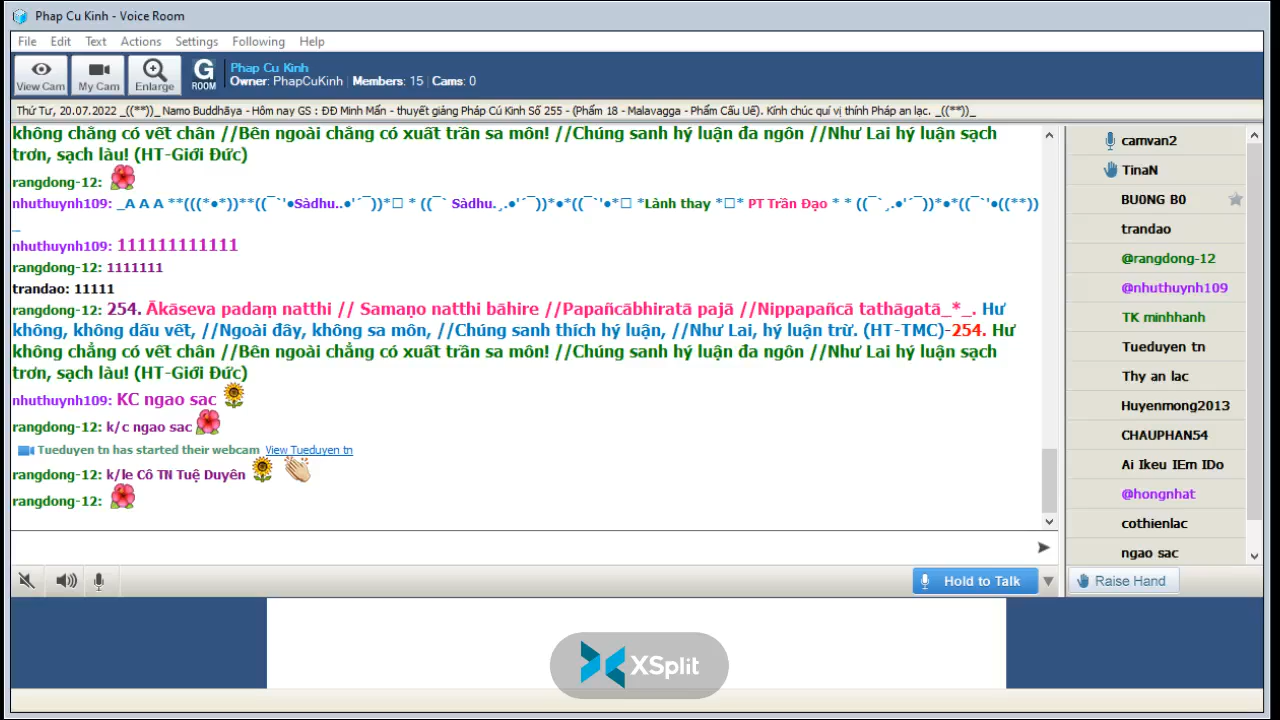 Phap Cu Kinh - Voice Room
File Edit Text Actions Settings Following Help
View Cam My Cam Enlarge G ROOM
Phap Cu Kinh
Owner: PhapCuKinh | Members: 15 | Cams: 0
Thứ Tư, 20.07.2022 _((**))_ Namo Buddhāya - Hôm nay GS : ĐĐ Minh Mẫn - thuyết giảng Pháp Cú Kinh Số 255 - (Phẩm 18 - Malavagga - Phẩm Cấu Uế). Kính chúc quí vị thính Pháp an lạc. _((**))_
không chẳng có vết chân //Bên ngoài chẳng có xuất trần sa môn! //Chúng sanh hý luận đa ngôn //Như Lai hý luận sạch
trơn, sạch làu! (HT-Giới Đức)
rangdong-12:
nhuthuynh109: _A A A **(((*●*))**((¯`'●Sàdhu..●'´¯))*□ * ((¯` Sàdhu.¸.●'´¯))*●*((¯`'●*□ *Lành thay *□* PT Trần Đạo * * ((¯`¸.●'´¯))*●*((¯`'●((**))
_
nhuthuynh109: 111111111111
rangdong-12: 1111111
trandao: 11111
rangdong-12: 254. Ākāseva padaṃ natthi // Samaṇo natthi bāhire //Papañcābhiratā pajā //Nippapañcā tathāgatā_*_. Hư
không, không dấu vết, //Ngoài đây, không sa môn, //Chúng sanh thích hý luận, //Như Lai, hý luận trừ. (HT-TMC)-254. Hư
không chẳng có vết chân //Bên ngoài chẳng có xuất trần sa môn! //Chúng sanh hý luận đa ngôn //Như Lai hý luận sạch
trơn, sạch làu! (HT-Giới Đức)
nhuthuynh109: KC ngao sac
rangdong-12: k/c ngao sac
Tueduyen tn has started their webcam View Tueduyen tn
rangdong-12: k/le Cô TN Tuệ Duyên
rangdong-12:
Hold to Talk
camvan2
TinaN
BU0NG B0
trandao
@rangdong-12
@nhuthuynh109
TK minhhanh
Tueduyen tn
Thy an lac
Huyenmong2013
CHAUPHAN54
Ai Ikeu IEm IDo
@hongnhat
cothienlac
ngao sac
Raise Hand
XSplit